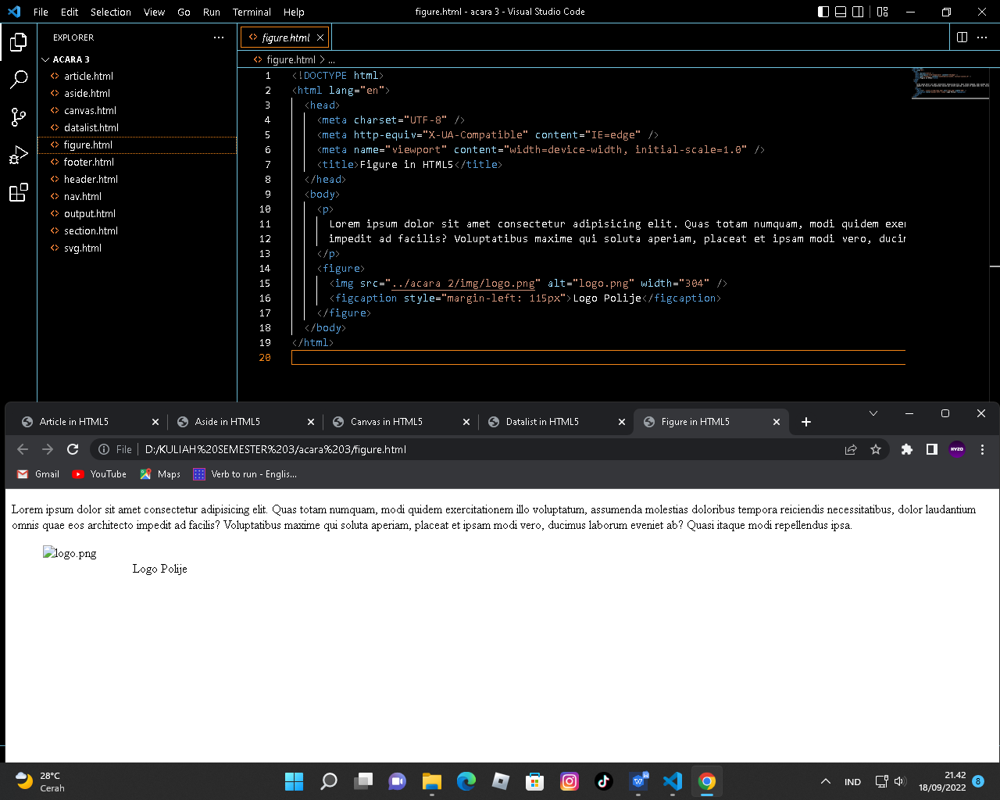 File Edit Selection View Go Run Terminal Help figure.html - acara 3 - Visual Studio Code
EXPLORER
figure.html
ACARA 3
figure.html > ...
article.html
aside.html
canvas.html
datalist.html
figure.html
footer.html
header.html
nav.html
output.html
section.html
svg.html
1 <!DOCTYPE html>
2 <html lang="en">
3 <head>
4 <meta charset="UTF-8" />
5 <meta http-equiv="X-UA-Compatible" content="IE=edge" />
6 <meta name="viewport" content="width=device-width, initial-scale=1.0" />
7 <title>Figure in HTML5</title>
8 </head>
9 <body>
10 <p>
11 Lorem ipsum dolor sit amet consectetur adipisicing elit. Quas totam numquam, modi quidem exer
12 impedit ad facilis? Voluptatibus maxime qui soluta aperiam, placeat et ipsam modi vero, ducim
13 </p>
14 <figure>
15 <img src="../acara 2/img/logo.png" alt="logo.png" width="304" />
16 <figcaption style="margin-left: 115px">Logo Polije</figcaption>
17 </figure>
18 </body>
19 </html>
20
Article in HTML5 Aside in HTML5 Canvas in HTML5 Datalist in HTML5 Figure in HTML5
File D:/KULIAH%20SEMESTER%203/acara%203/figure.html
HYZO
Gmail YouTube Maps Verb to run - Englis...
Lorem ipsum dolor sit amet consectetur adipisicing elit. Quas totam numquam, modi quidem exercitationem illo voluptatum, assumenda molestias doloribus tempora reiciendis necessitatibus, dolor laudantium
omnis quae eos architecto impedit ad facilis? Voluptatibus maxime qui soluta aperiam, placeat et ipsam modi vero, ducimus laborum eveniet ab? Quasi itaque modi repellendus ipsa.
logo.png
Logo Polije
28°C
Cerah
IND
21.42
18/09/2022
8